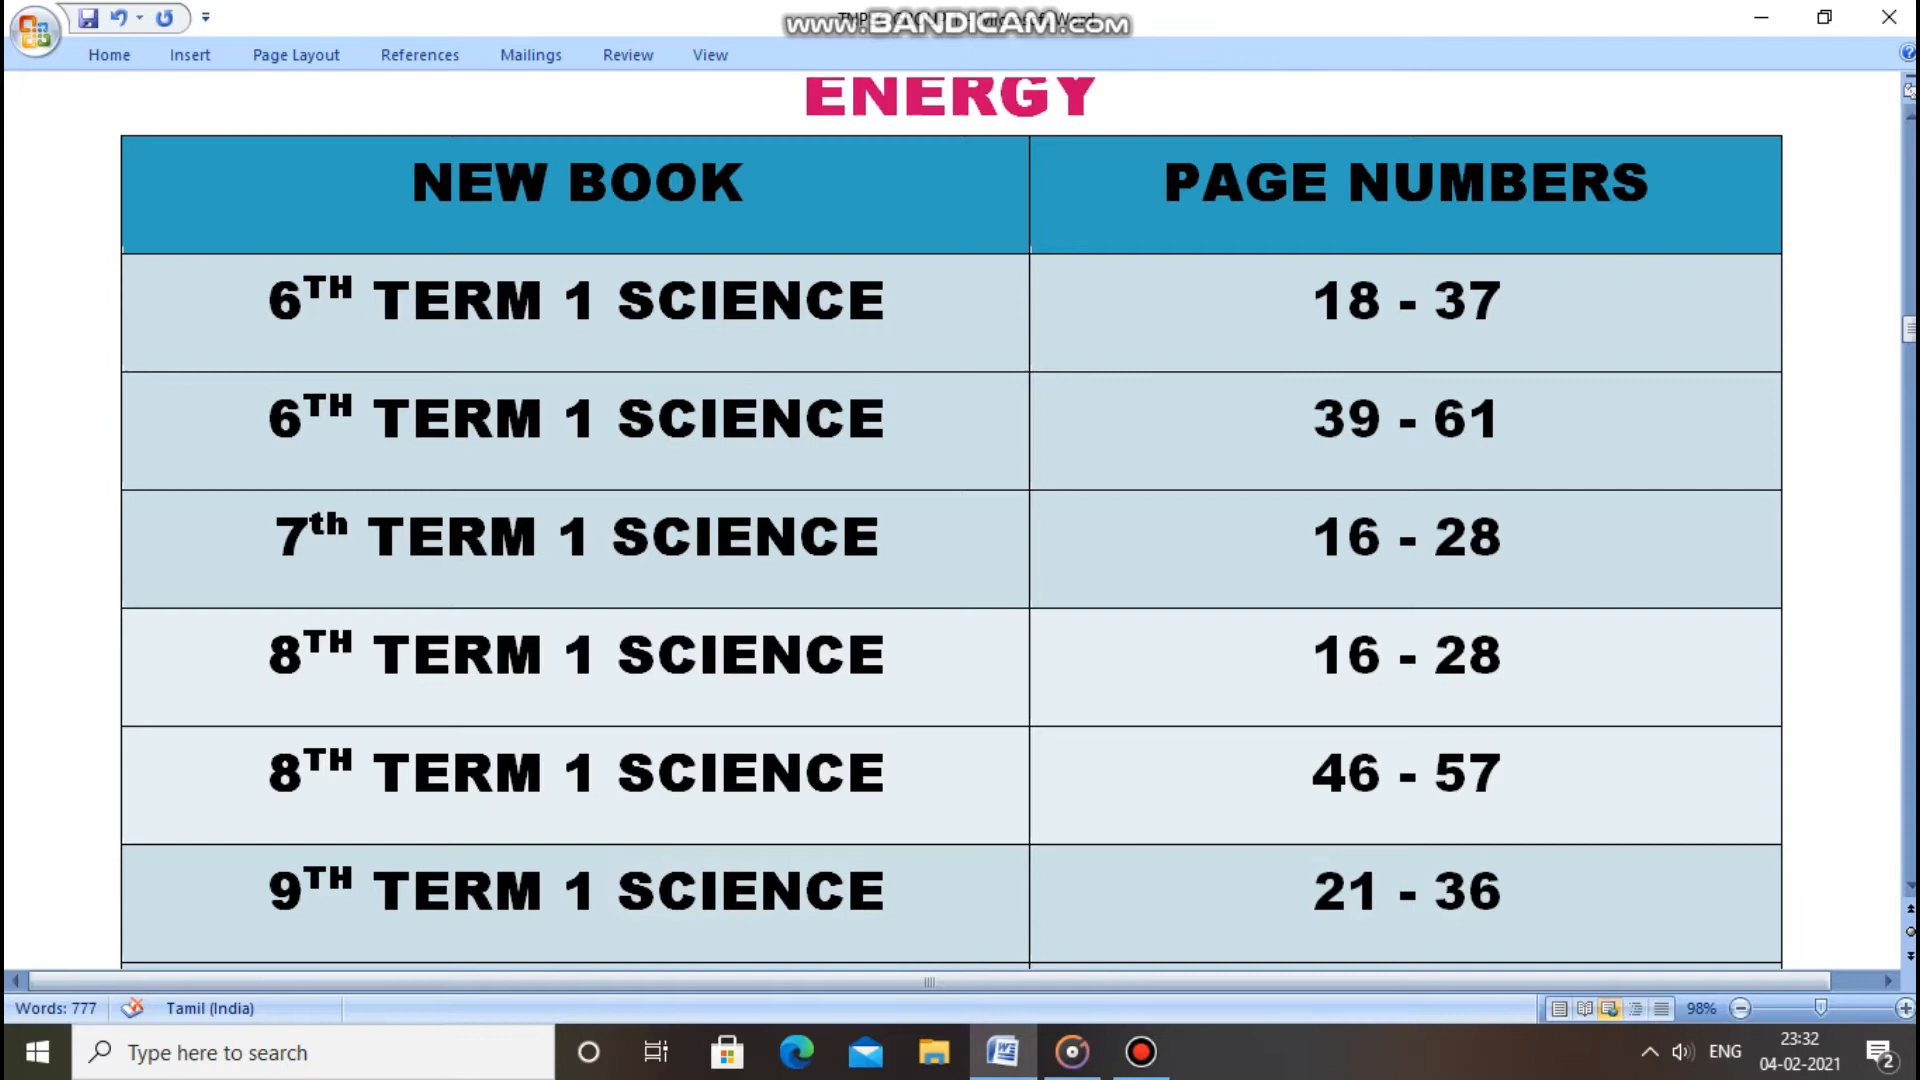 www.BANDICAM.com
Home Insert Page Layout References Mailings Review View
ENERGY
NEW BOOK PAGE NUMBERS
6TH TERM 1 SCIENCE 18 - 37
6TH TERM 1 SCIENCE 39 - 61
7th TERM 1 SCIENCE 16 - 28
8TH TERM 1 SCIENCE 16 - 28
8TH TERM 1 SCIENCE 46 - 57
9TH TERM 1 SCIENCE 21 - 36
Words: 777 Tamil (India) 98%
Type here to search ENG 23:32
04-02-2021 2